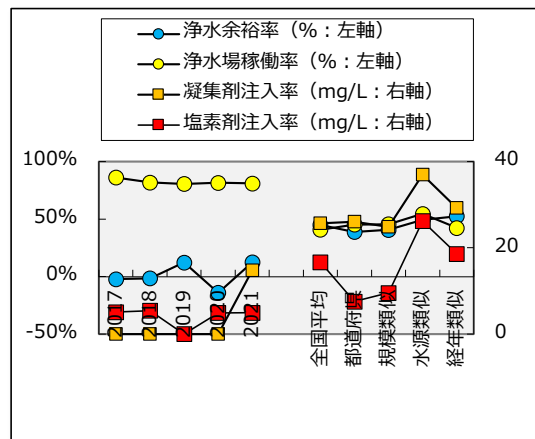 浄水余裕率（%：左軸）
浄水場稼働率（%：左軸）
凝集剤注入率（mg/L：右軸）
塩素剤注入率（mg/L：右軸）
100%
50%
0%
-50%
40
20
0
2017
2018
2019
2020
2021
全国平均
都道府県
規模類似
水源類似
経年類似